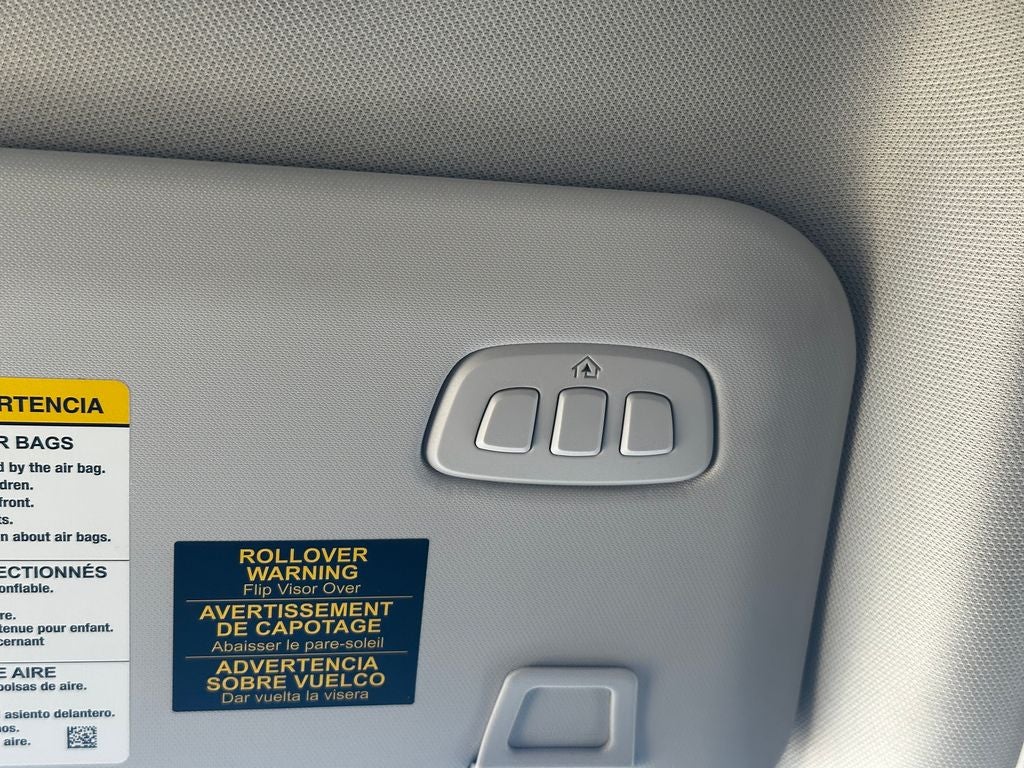 RTENCIA
R BAGS
d by the air bag.
dren.
front.
ts.
n about air bags.
ECTIONNÉS
onfiable.
re.
tenue pour enfant.
cernant
E AIRE
bolsas de aire.
l asiento delantero.
nos.
aire.
ROLLOVER
WARNING
Flip Visor Over
AVERTISSEMENT
DE CAPOTAGE
Abaisser le pare-soleil
ADVERTENCIA
SOBRE VUELCO
Dar vuelta la visera